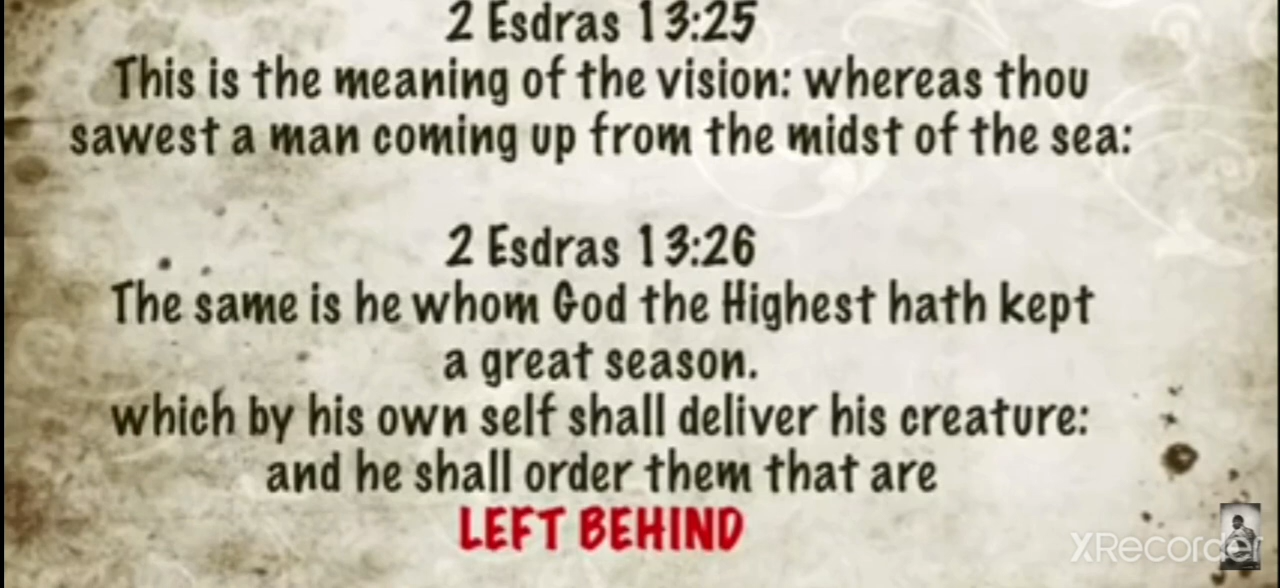 2 Esdras 13:25
This is the meaning of the vision: whereas thou
sawest a man coming up from the midst of the sea:
2 Esdras 13:26
The same is he whom God the Highest hath kept
a great season.
which by his own self shall deliver his creature:
and he shall order them that are
LEFT BEHIND
XRecorder